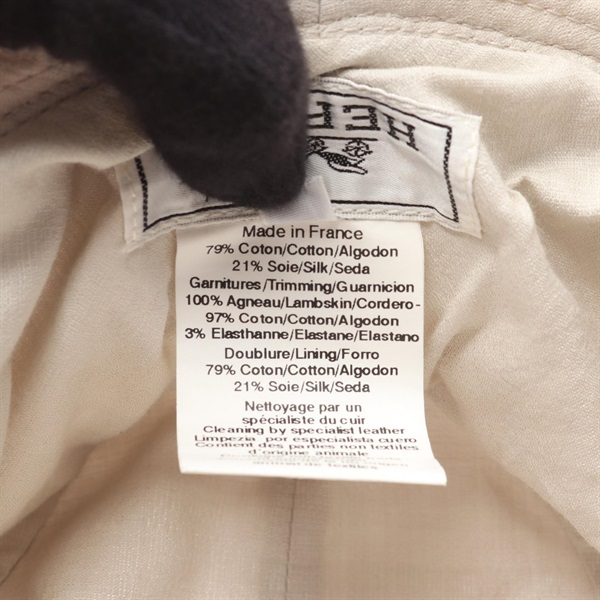 Made in France
79% Coton/Cotton/Algodon
21% Soie/Silk/Seda
Garnitures/Trimming/Guarnicion
100% Agneau/Lambskin/Cordero-
97% Coton/Cotton/Algodon
3% Elasthanne/Elastane/Elastano
Doublure/Lining/Forro
79% Coton/Cotton/Algodon
21% Soie/Silk/Seda
Nettoyage par un
spécialiste du cuir
Cleaning by specialist leather
Limpezia por especialista cuero
Contient des parties non textiles
d'origine animale